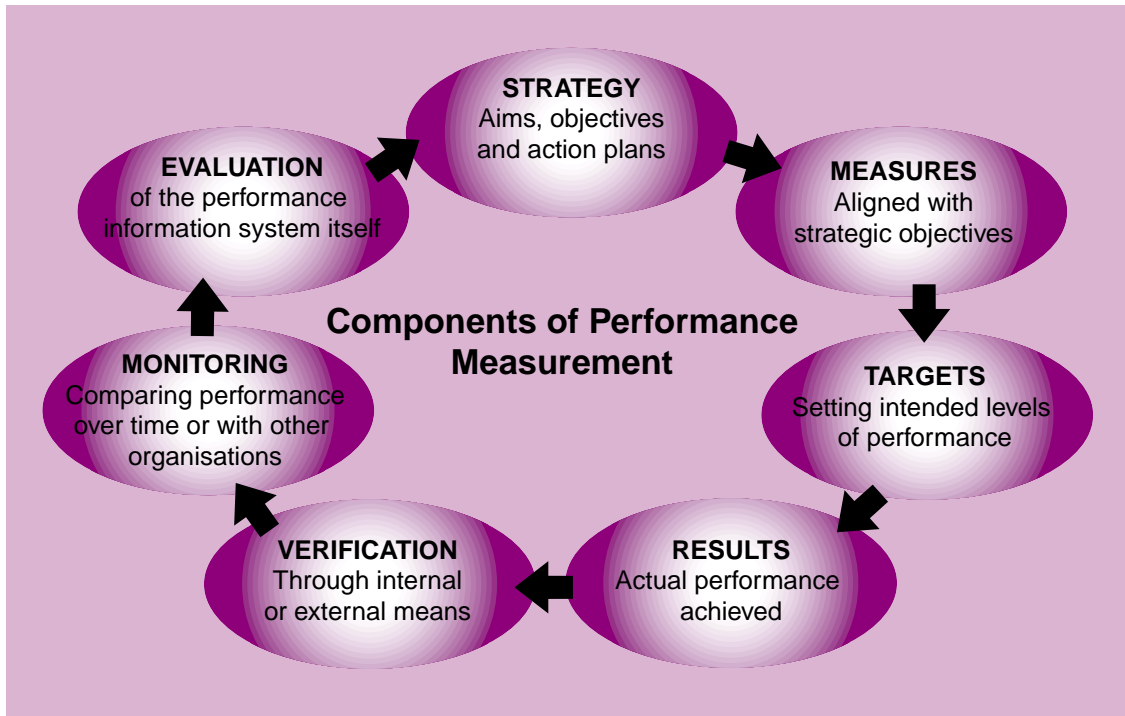 STRATEGY
Aims, objectives
and action plans
MEASURES
Aligned with
strategic objectives
TARGETS
Setting intended levels
of performance
RESULTS
Actual performance
achieved
VERIFICATION
Through internal
or external means
MONITORING
Comparing performance
over time or with other
organisations
EVALUATION
of the performance
information system itself
Components of Performance
Measurement